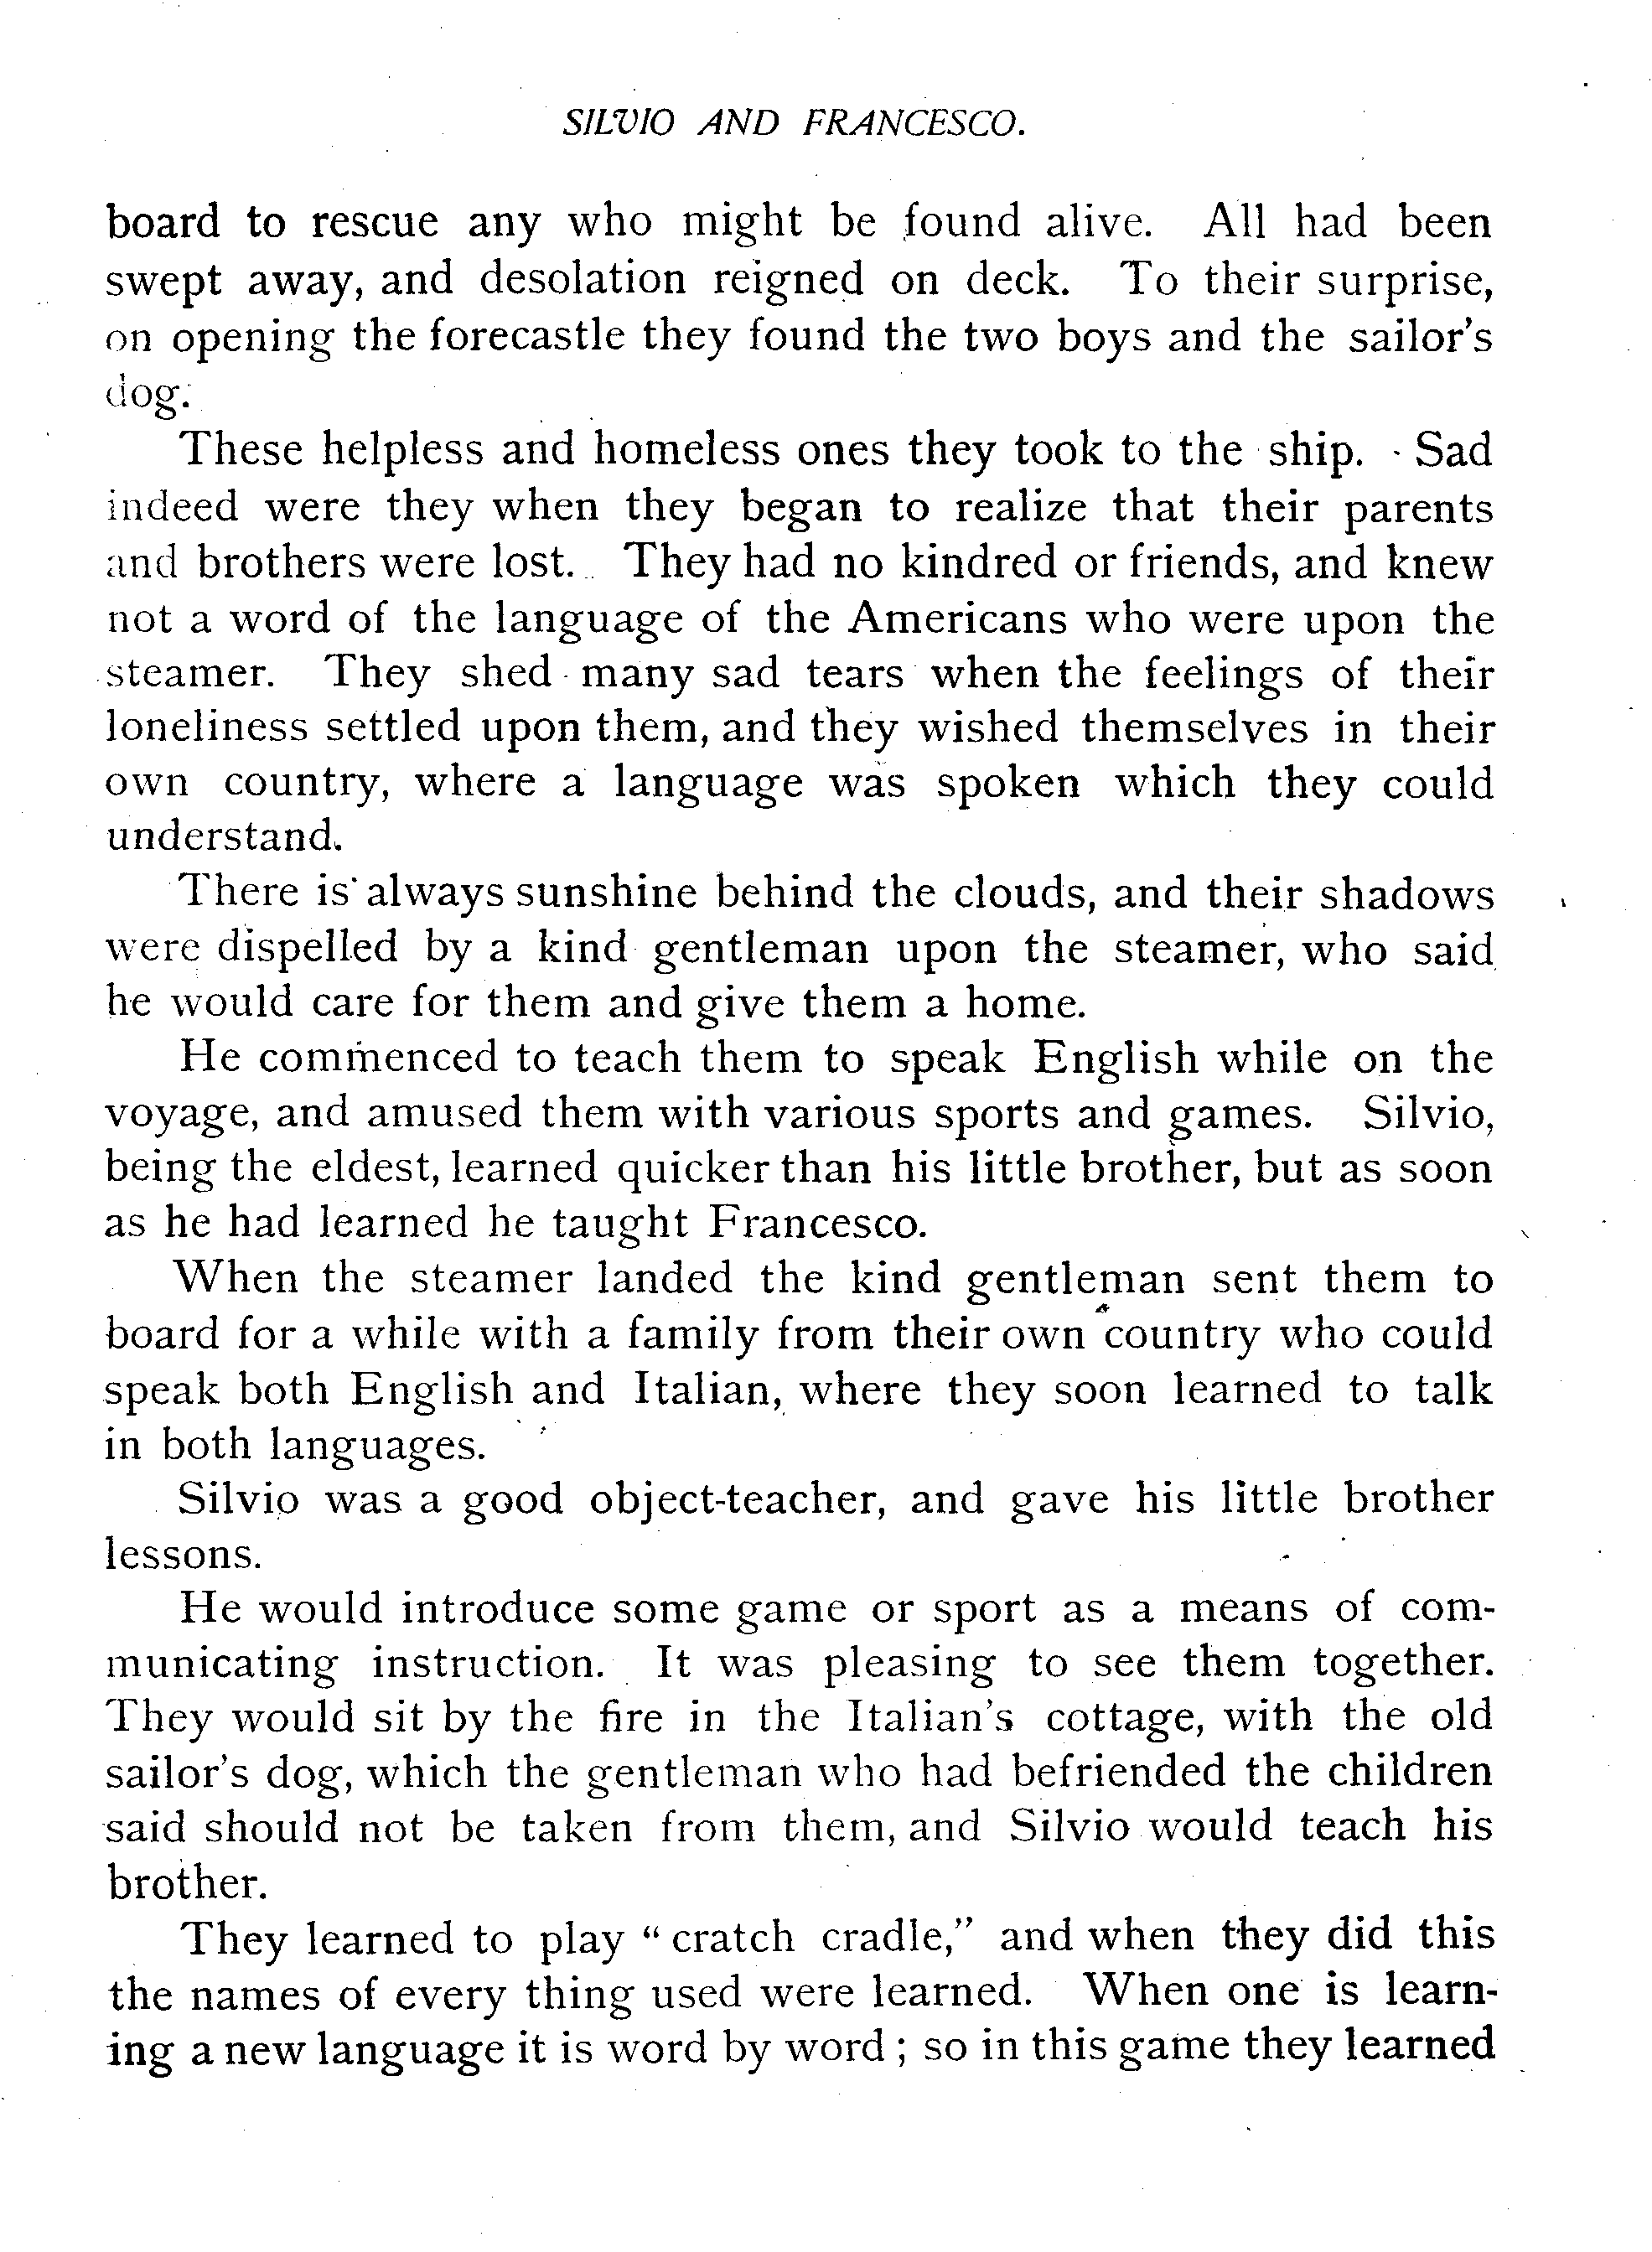 SILVIO AND FRANCESCO.
board to rescue any who might be found alive. All had been
swept away, and desolation reigned on deck. To their surprise,
on opening the forecastle they found the two boys and the sailor's
dog.
These helpless and homeless ones they took to the ship. Sad
indeed were they when they began to realize that their parents
and brothers were lost. They had no kindred or friends, and knew
not a word of the language of the Americans who were upon the
steamer. They shed many sad tears when the feelings of their
loneliness settled upon them, and they wished themselves in their
own country, where a language was spoken which they could
understand.
There is always sunshine behind the clouds, and their shadows
were dispelled by a kind gentleman upon the steamer, who said
he would care for them and give them a home.
He commenced to teach them to speak English while on the
voyage, and amused them with various sports and games. Silvio,
being the eldest, learned quicker than his little brother, but as soon
as he had learned he taught Francesco.
When the steamer landed the kind gentleman sent them to
board for a while with a family from their own country who could
speak both English and Italian, where they soon learned to talk
in both languages.
Silvio was a good object-teacher, and gave his little brother
lessons.
He would introduce some game or sport as a means of com-
municating instruction. It was pleasing to see them together.
They would sit by the fire in the Italian's cottage, with the old
sailor's dog, which the gentleman who had befriended the children
said should not be taken from them, and Silvio would teach his
brother.
They learned to play “ cratch cradle,” and when they did this
the names of every thing used were learned. When one is learn-
ing a new language it is word by word ; so in this game they learned